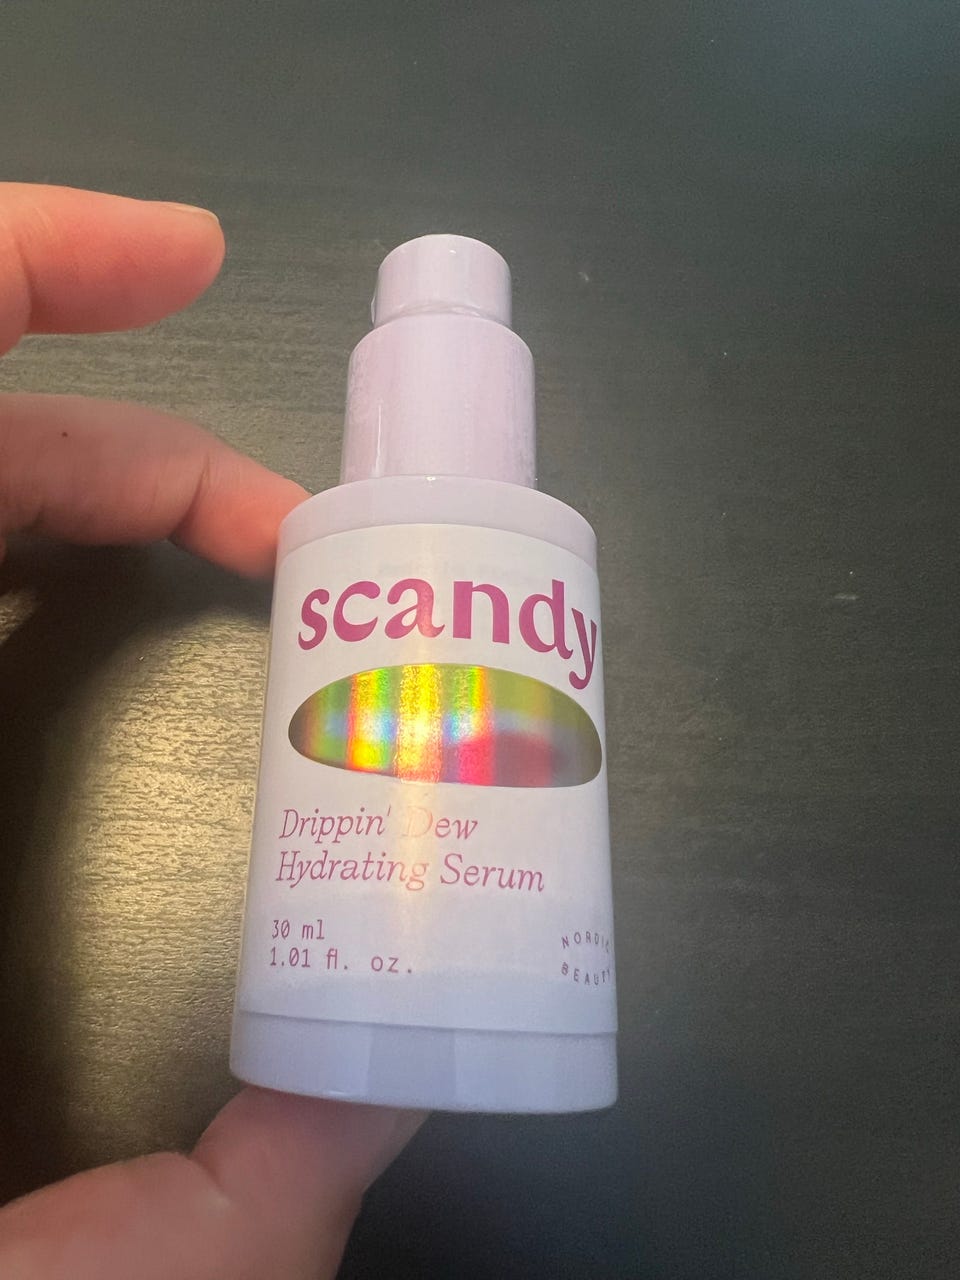 scandy
Drippin' Dew
Hydrating Serum
30 ml
1.01 fl. oz.
NORDIC
BEAUTY